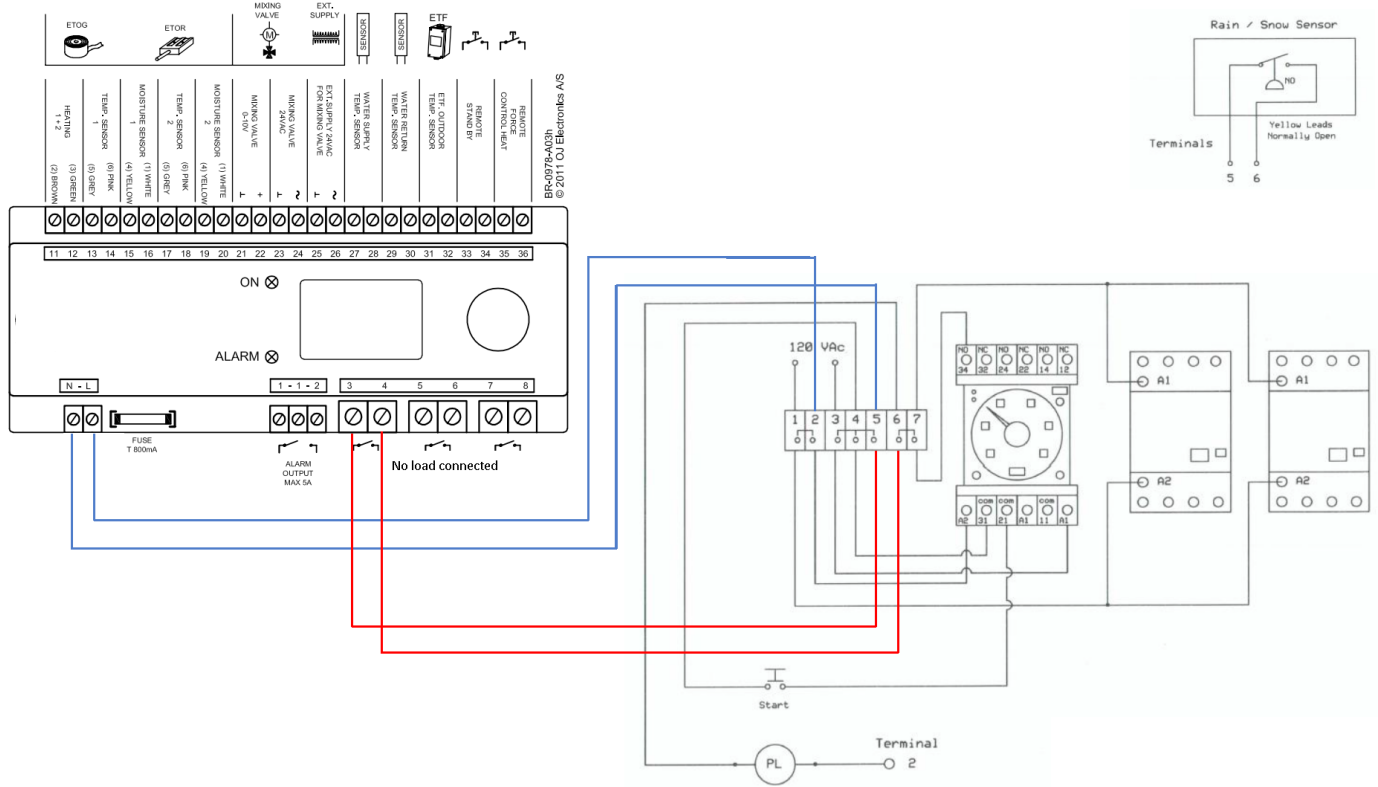 MIXING
VALVE
EXT.
SUPPLY
ETOG
ETOR
M
SENSOR
SENSOR
ETF
HEATING
1 + 2
TEMP. SENSOR
1
MOISTURE SENSOR
1
TEMP. SENSOR
2
MOISTURE SENSOR
2
MIXING VALVE
0-10V
MIXING VALVE
24VAC
EXT.SUPPLY 24VAC
FOR MIXING VALVE
WATER SUPPLY
TEMP. SENSOR
WATER RETURN
TEMP. SENSOR
ETF. OUTDOOR
TEMP. SENSOR
REMOTE
STAND BY
REMOTE
FORCE
CONTROL HEAT
(2) BROWN
(3) GREEN
(5) GREY
(6) PINK
(4) YELLOW
(1) WHITE
(5) GREY
(6) PINK
(4) YELLOW
(1) WHITE
⊥ + ⊥ ~ ⊥ ~
BR-0978-A03h
© 2011 OJ Electronics A/S
11 12 13 14 15 16 17 18 19 20 21 22 23 24 25 26 27 28 29 30 31 32 33 34 35 36
ON
ALARM
N - L
1 - 1 - 2
3 4 5 6 7 8
FUSE
T 800mA
ALARM
OUTPUT
MAX 5A
No load connected
Rain / Snow Sensor
NO
Yellow Leads
Normally Open
Terminals
5 6
120 VAc
1 2 3 4 5 6 7
NO NC NO NC NO NC
34 32 24 22 14 12
com com com
A2 31 21 A1 11 A1
A1
A2
A1
A2
Start
PL
Terminal
2